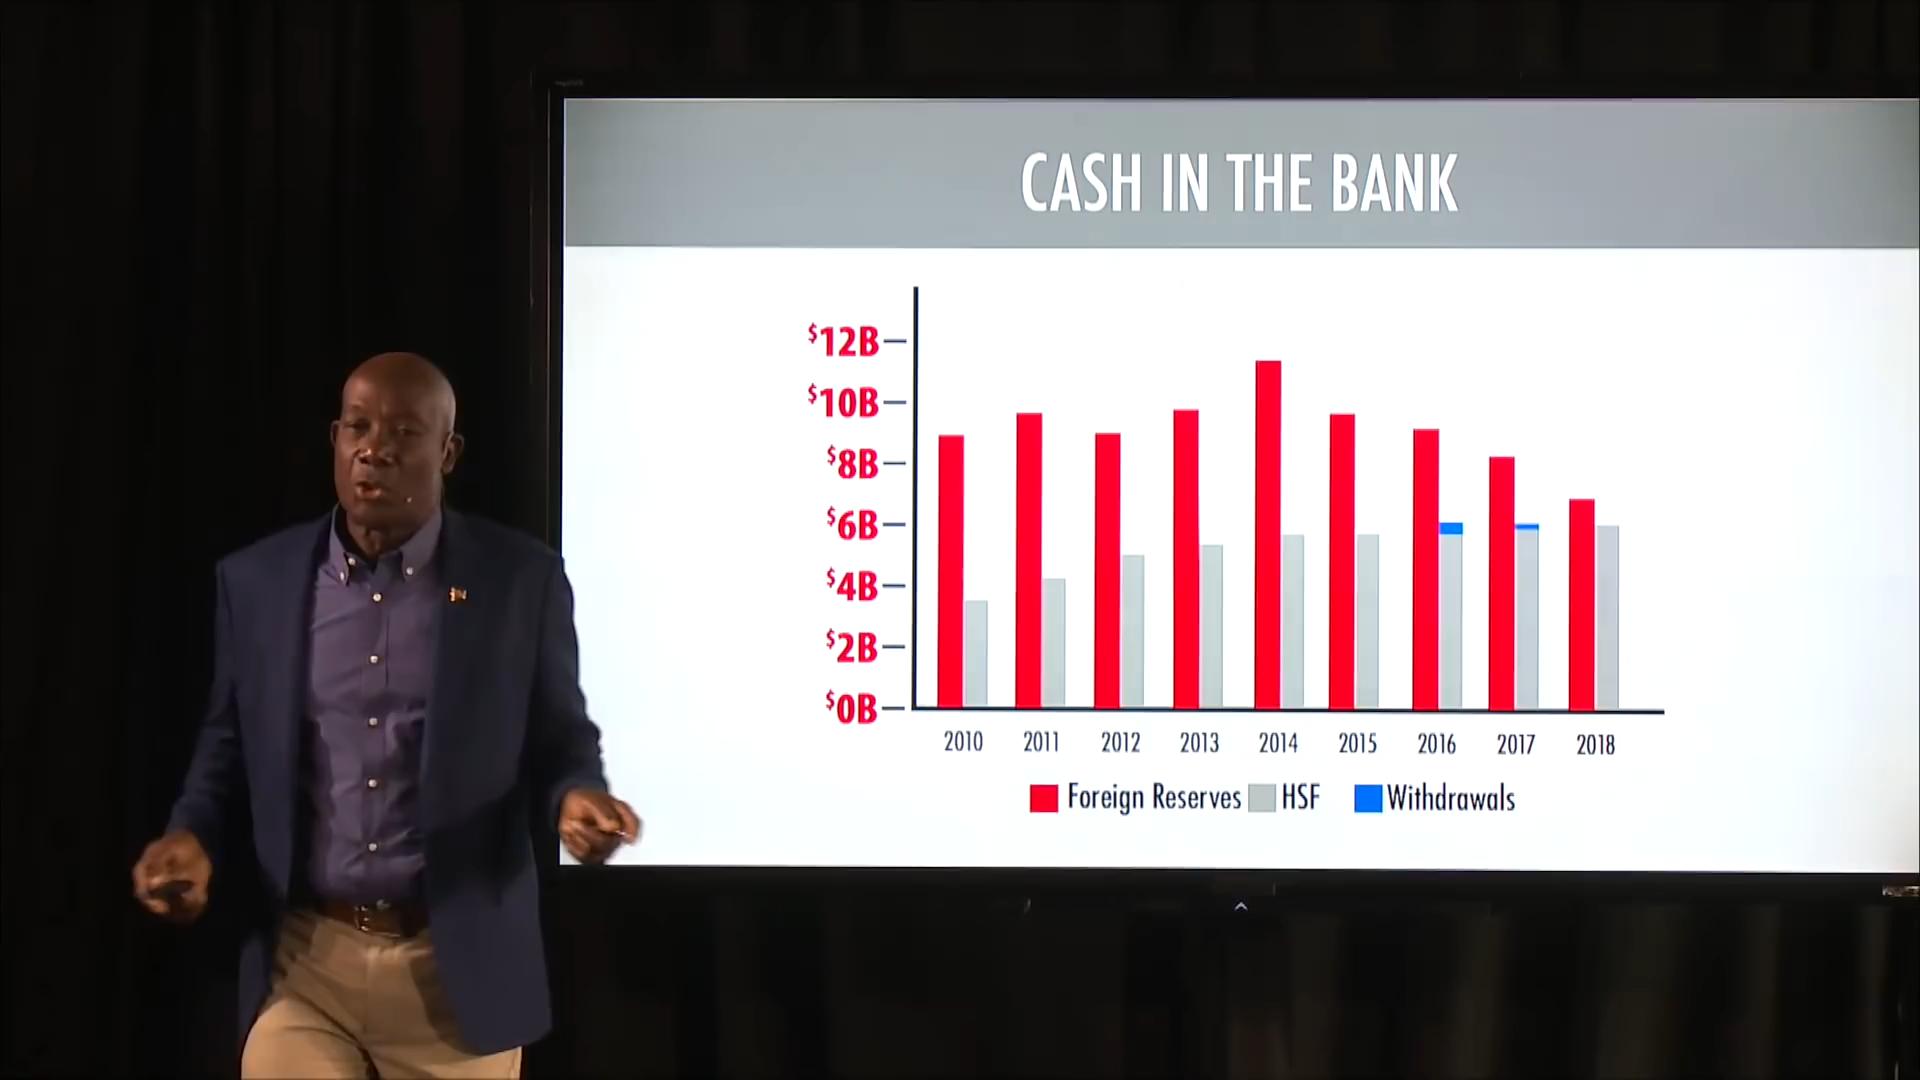 CASH IN THE BANK
$12B
$10B
$8B
$6B
$4B
$2B
$0B
2010 2011 2012 2013 2014 2015 2016 2017 2018
Foreign Reserves HSF Withdrawals